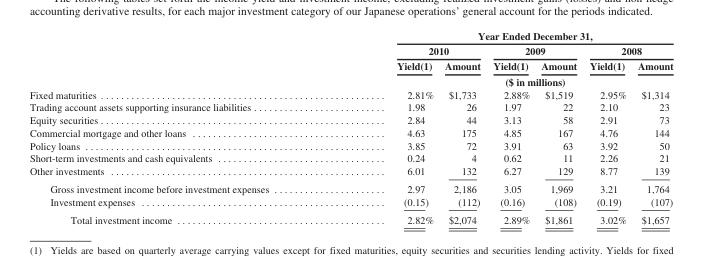 accounting derivative results, for each major investment category of our Japanese operations' general account for the periods indicated.
Year Ended December 31,
2010 2009 2008
Yield(1) Amount Yield(1) Amount Yield(1) Amount
($ in millions)
Fixed maturities 2.81% $1,733 2.88% $1,519 2.95% $1,314
Trading account assets supporting insurance liabilities 1.98 26 1.97 22 2.10 23
Equity securities 2.84 44 3.13 58 2.91 73
Commercial mortgage and other loans 4.63 175 4.85 167 4.76 144
Policy loans 3.85 72 3.91 63 3.92 50
Short-term investments and cash equivalents 0.24 4 0.62 11 2.26 21
Other investments 6.01 132 6.27 129 8.77 139
Gross investment income before investment expenses 2.97 2,186 3.05 1,969 3.21 1,764
Investment expenses (0.15) (112) (0.16) (108) (0.19) (107)
Total investment income 2.82% $2,074 2.89% $1,861 3.02% $1,657
(1) Yields are based on quarterly average carrying values except for fixed maturities, equity securities and securities lending activity. Yields for fixed